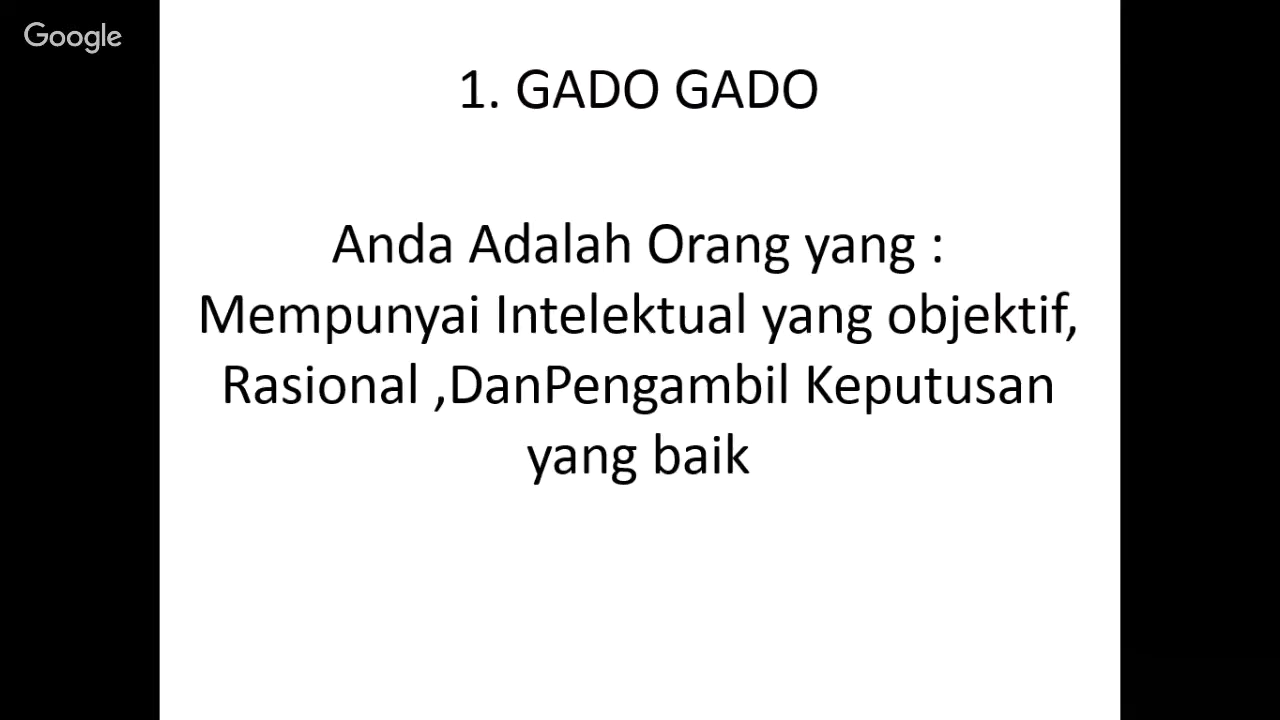 Google
1. GADO GADO
Anda Adalah Orang yang :
Mempunyai Intelektual yang objektif,
Rasional ,DanPengambil Keputusan
yang baik